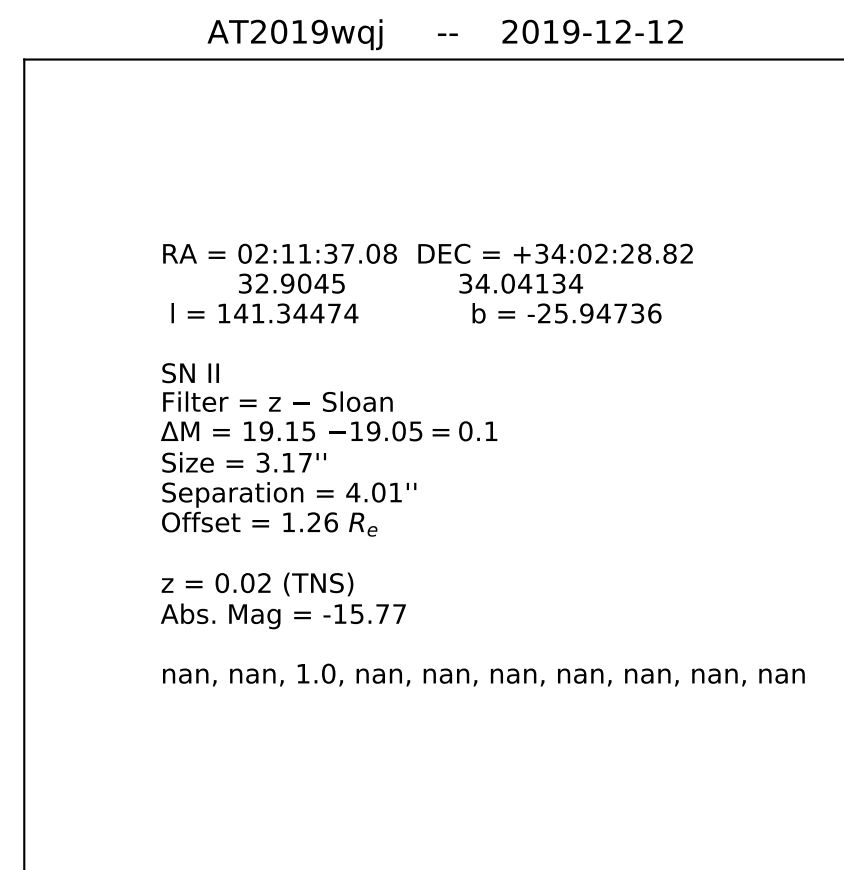 AT2019wqj -- 2019-12-12
RA = 02:11:37.08 DEC = +34:02:28.82
32.9045 34.04134
l = 141.34474 b = -25.94736
SN II
Filter = z − Sloan
ΔM = 19.15 −19.05 = 0.1
Size = 3.17''
Separation = 4.01''
Offset = 1.26 Rₑ
z = 0.02 (TNS)
Abs. Mag = -15.77
nan, nan, 1.0, nan, nan, nan, nan, nan, nan, nan